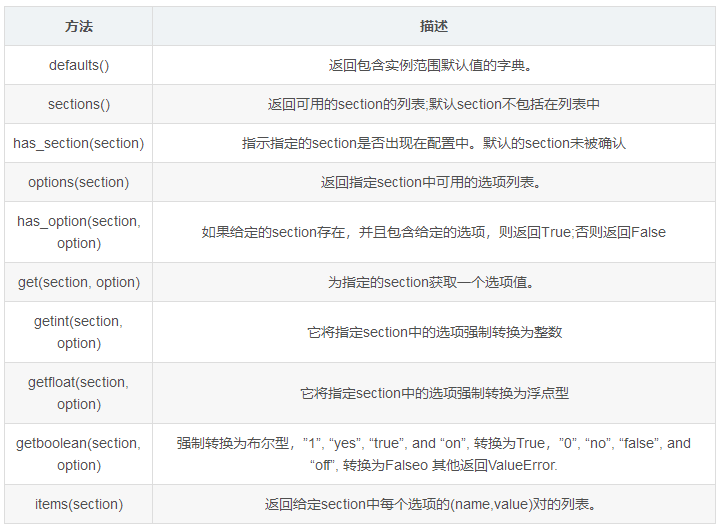 方法 描述
defaults() 返回包含实例范围默认值的字典。
sections() 返回可用的section的列表;默认section不包括在列表中
has_section(section) 指示指定的section是否出现在配置中。默认的section未被确认
options(section) 返回指定section中可用的选项列表。
has_option(section,
option)
如果给定的section存在，并且包含给定的选项，则返回True;否则返回False
get(section, option) 为指定的section获取一个选项值。
getint(section,
option)
它将指定section中的选项强制转换为整数
getfloat(section,
option)
它将指定section中的选项强制转换为浮点型
getboolean(section,
option)
强制转换为布尔型，”1”, “yes”, “true”, and “on”, 转换为True，”0”, “no”, “false”, and
“off”, 转换为Falseo 其他返回ValueError.
items(section) 返回给定section中每个选项的(name,value)对的列表。